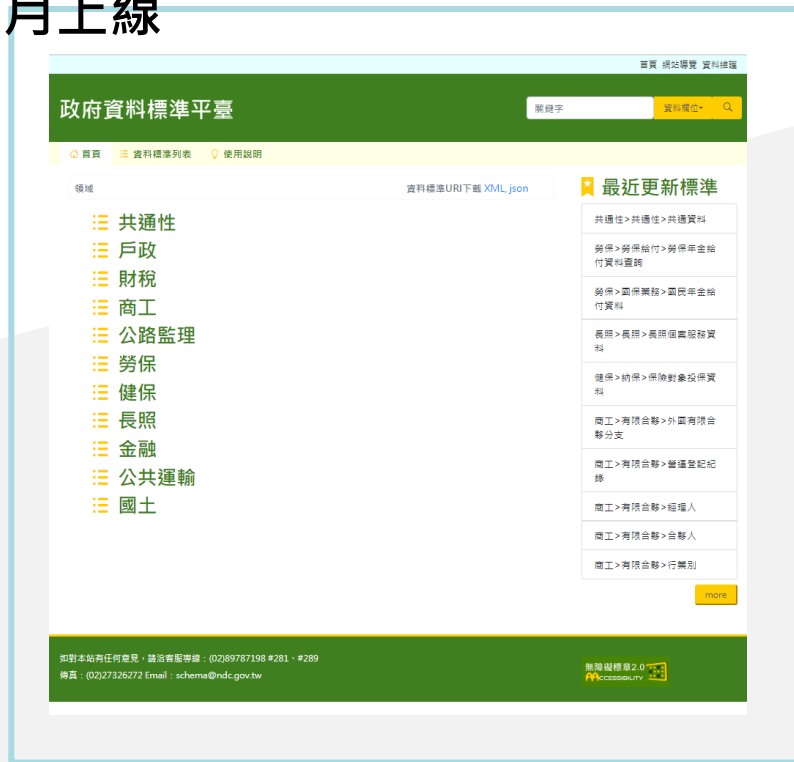 月上線
首頁 網站導覽 資料維護
政府資料標準平臺
關鍵字
資料欄位
首頁 資料標準列表 使用說明
領域
資料標準URI下載 XML, json
共通性
戶政
財稅
商工
公路監理
勞保
健保
長照
金融
公共運輸
國土
最近更新標準
共通性>共通性>共通資料
勞保>勞保給付>勞保年金給
付資料查詢
勞保>國保業務>國民年金給
付資料
長照>長照>長照個案服務資
料
健保>納保>保險對象投保資
料
商工>有限合夥>外國有限合
夥分支
商工>有限合夥>營運登記紀
錄
商工>有限合夥>經理人
商工>有限合夥>合夥人
商工>有限合夥>行業別
more
如對本站有任何意見，請洽客服專線：(02)89787198 #281、#289
傳真：(02)27326272 Email：schema@ndc.gov.tw
無障礙標章2.0
AAccessibility